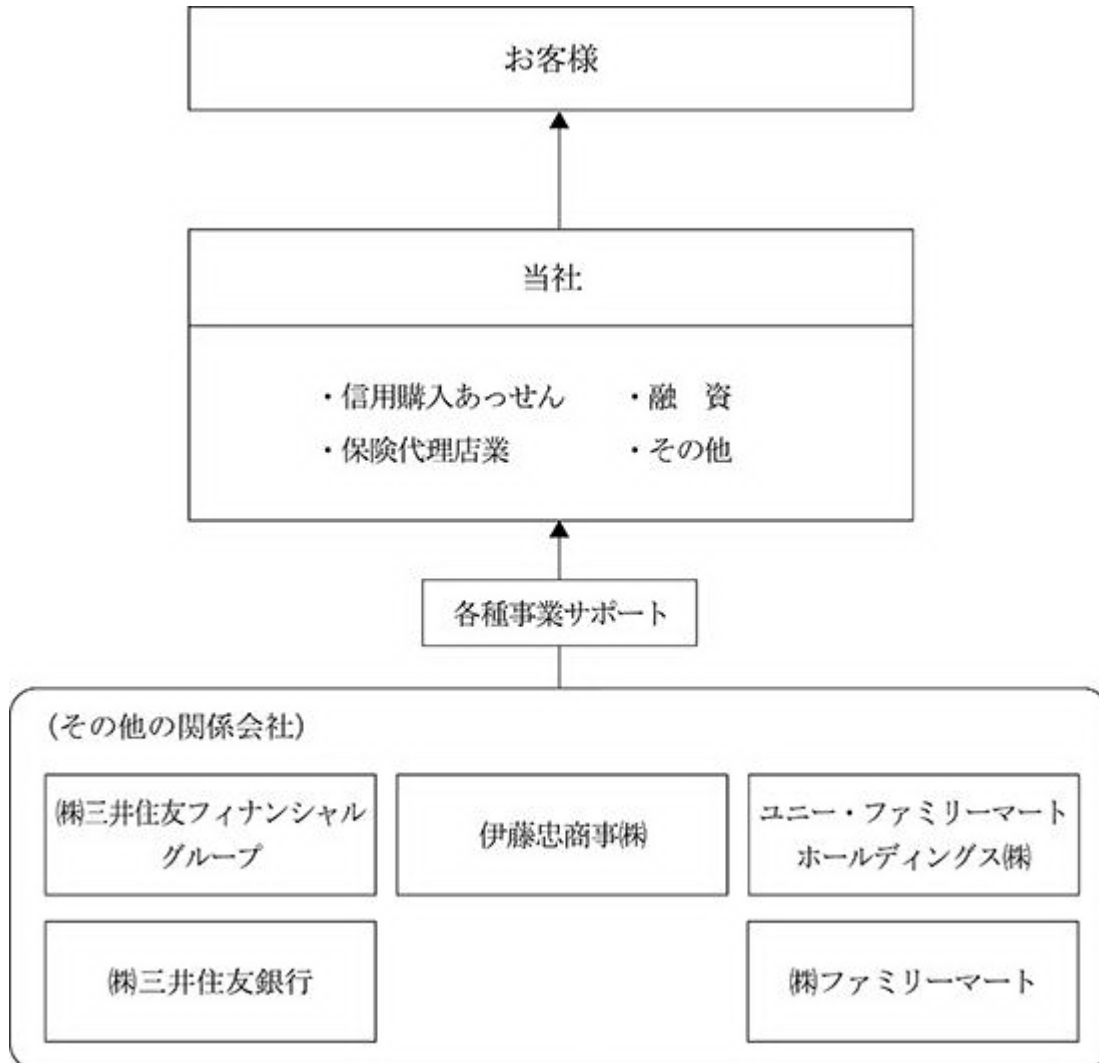 お客様
当社
・信用購入あっせん ・融　資
・保険代理店業 ・その他
各種事業サポート
(その他の関係会社)
㈱三井住友フィナンシャル
グループ
伊藤忠商事㈱
ユニー・ファミリーマート
ホールディングス㈱
㈱三井住友銀行
㈱ファミリーマート